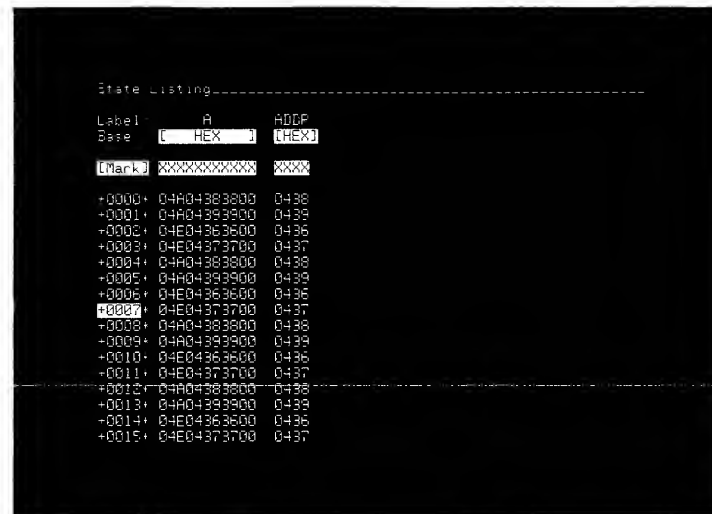 State Listing
Label A ADDR
Base [ HEX ] [HEX]
[Mark] XXXXXXXXXXX XXXX
+0000+ 04A04383800 0438
+0001+ 04A04393900 0439
+0002+ 04E04363600 0436
+0003+ 04E04373700 0437
+0004+ 04A04383800 0438
+0005+ 04A04393900 0439
+0006+ 04E04363600 0436
+0007+ 04E04373700 0437
+0008+ 04A04383800 0438
+0009+ 04A04393900 0439
+0010+ 04E04363600 0436
+0011+ 04E04373700 0437
+0012+ 04A04383800 0438
+0013+ 04A04393900 0439
+0014+ 04E04363600 0436
+0015+ 04E04373700 0437